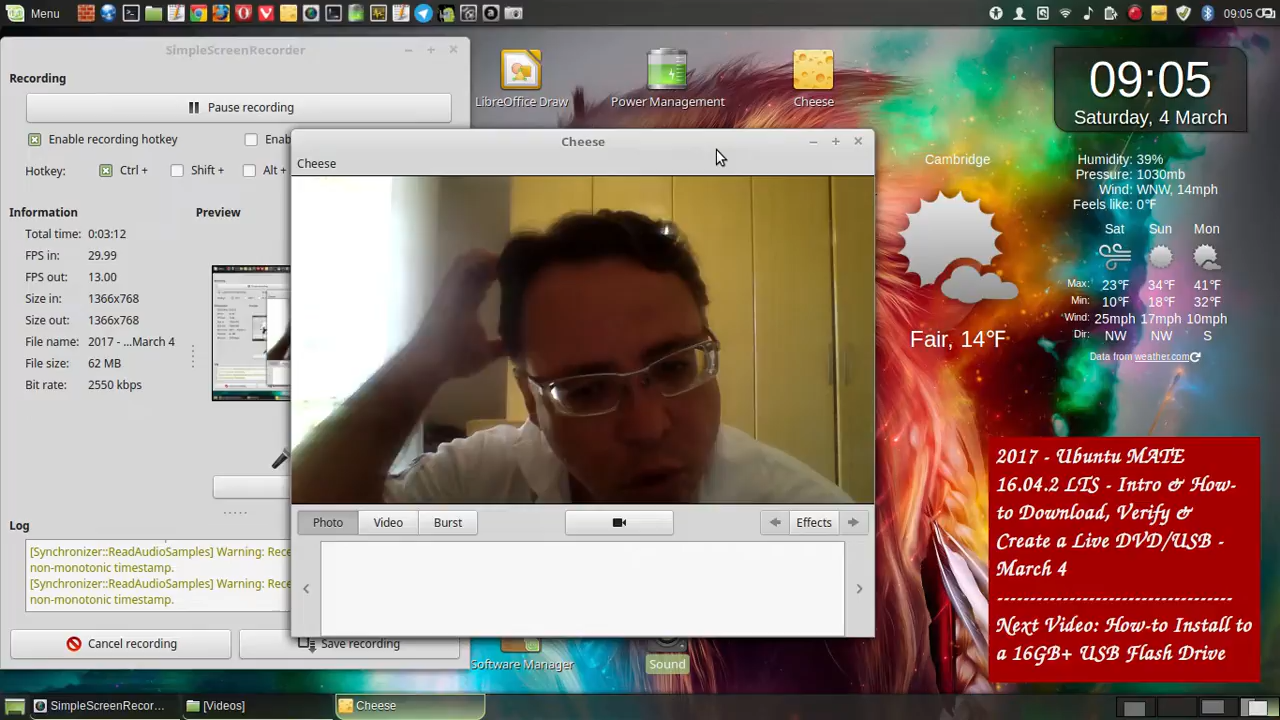 Menu
09:05
SimpleScreenRecorder
Recording
Pause recording
Enable recording hotkey
Enab
Hotkey:
Ctrl +
Shift +
Alt +
Information
Preview
Total time: 0:03:12
FPS in: 29.99
FPS out: 13.00
Size in: 1366x768
Size out: 1366x768
File name: 2017 - ...March 4
File size: 62 MB
Bit rate: 2550 kbps
Log
[Synchronizer::ReadAudioSamples] Warning: Rece
non-monotonic timestamp.
[Synchronizer::ReadAudioSamples] Warning: Rece
non-monotonic timestamp.
Cancel recording
Save recording
LibreOffice Draw
Power Management
Cheese
Cheese
Cheese
Photo
Video
Burst
Effects
Software Manager
Sound
09:05
Saturday, 4 March
Cambridge
Humidity: 39%
Pressure: 1030mb
Wind: WNW, 14mph
Feels like: 0°F
Sat Sun Mon
Max: 23°F 34°F 41°F
Min: 10°F 18°F 32°F
Wind: 25mph 17mph 10mph
Dir: NW NW S
Fair, 14°F
Data from weather.com
2017 - Ubuntu MATE
16.04.2 LTS - Intro & How-
to Download, Verify &
Create a Live DVD/USB -
March 4
----------------------------------
Next Video: How-to Install to
a 16GB+ USB Flash Drive
SimpleScreenRecor...
[Videos]
Cheese